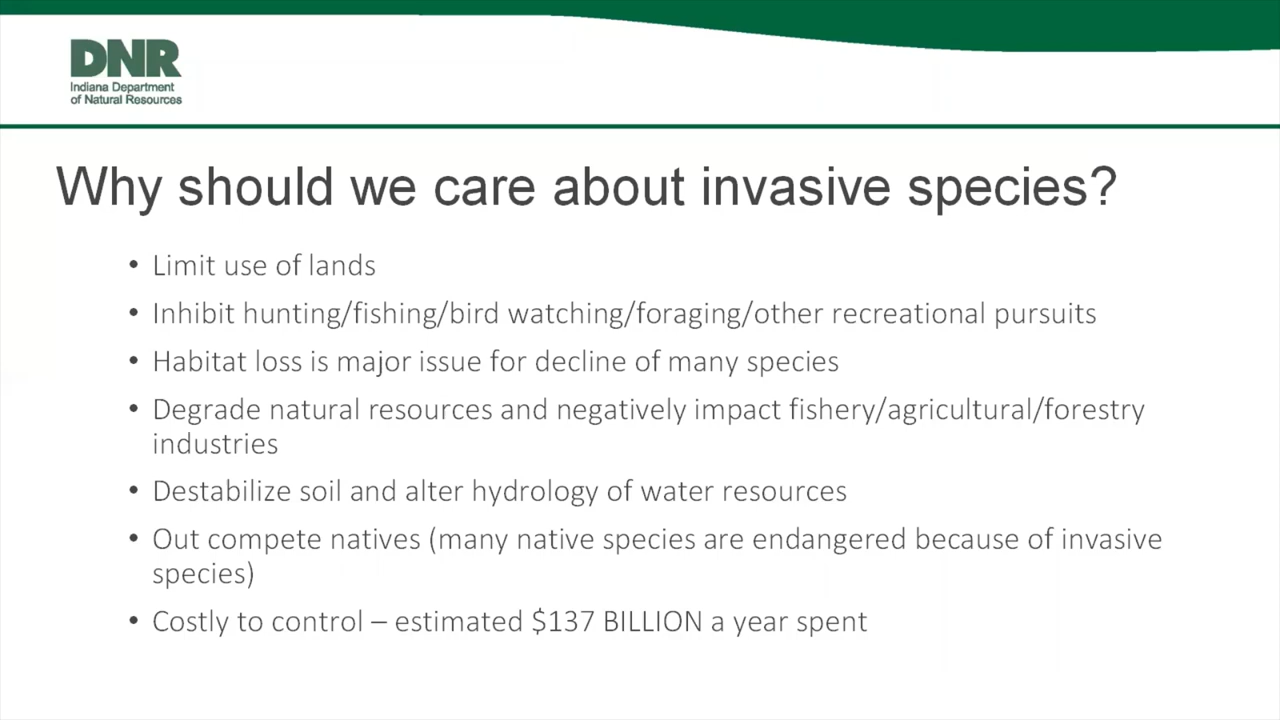 DNR
Indiana Department
of Natural Resources
Why should we care about invasive species?
• Limit use of lands
• Inhibit hunting/fishing/bird watching/foraging/other recreational pursuits
• Habitat loss is major issue for decline of many species
• Degrade natural resources and negatively impact fishery/agricultural/forestry
industries
• Destabilize soil and alter hydrology of water resources
• Out compete natives (many native species are endangered because of invasive
species)
• Costly to control – estimated $137 BILLION a year spent